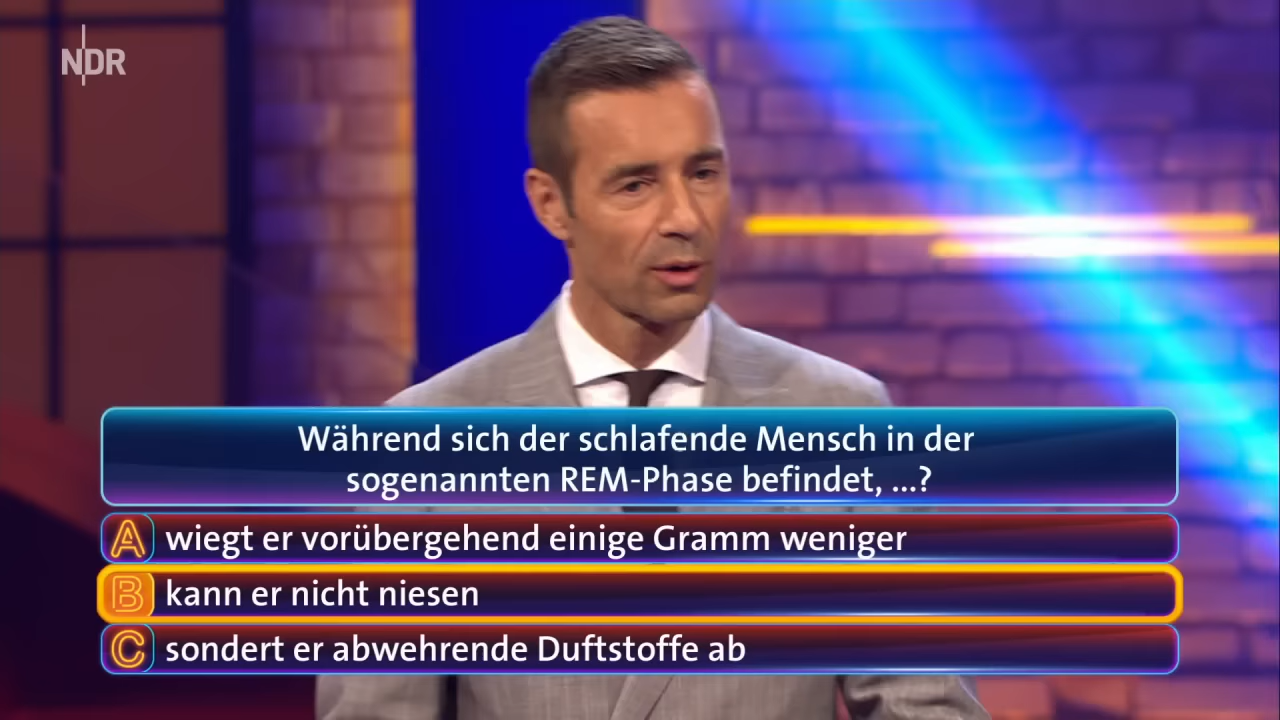 NDR
Während sich der schlafende Mensch in der
sogenannten REM-Phase befindet, ...?
A wiegt er vorübergehend einige Gramm weniger
B kann er nicht niesen
C sondert er abwehrende Duftstoffe ab